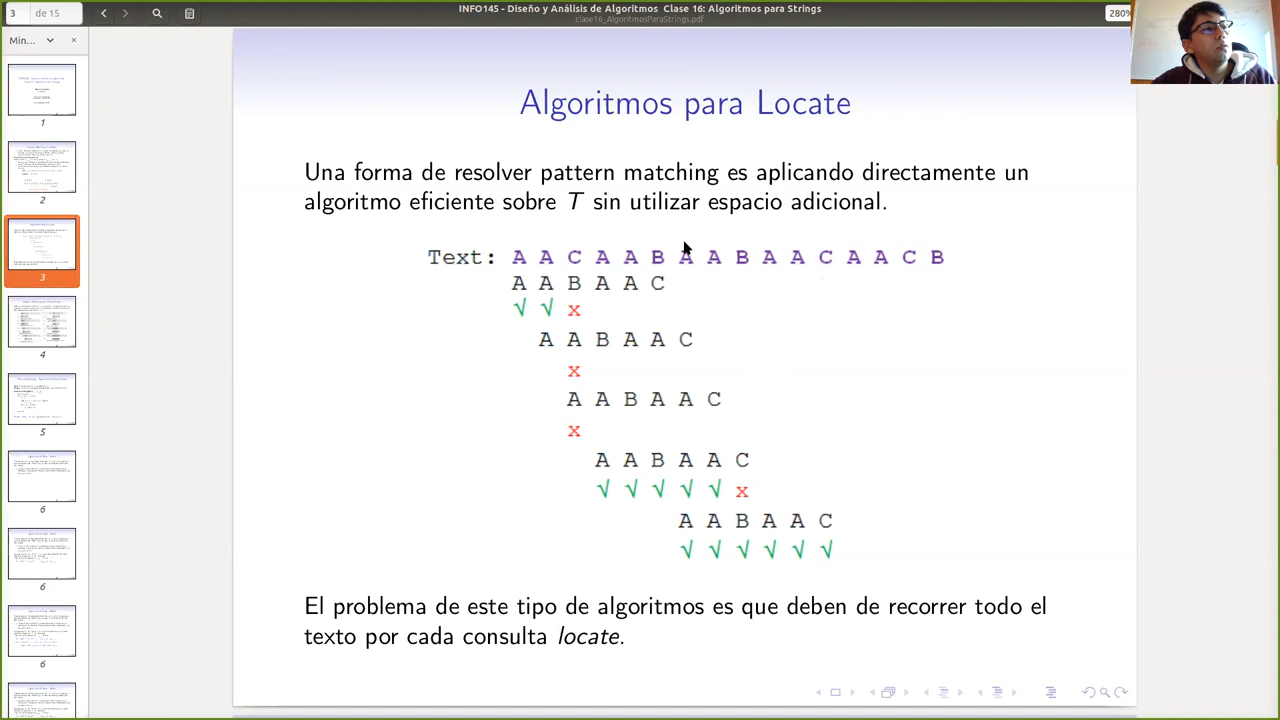 3 de 15
INFO145 - Diseño y Análisis de Algoritmos Clase 16: Algoritmos para Strings
clase16_AlgoritmosParaStrings.pdf
280%
Min...
1
2
3
4
5
6
6
6
Algoritmos para Locate
Una forma de resolver pattern matching es aplicando directamente un
algoritmo eficiente sobre T sin utilizar espacio adicional.
Text: A A C A A B A A B A A C A A C B
A A B A A C
√ √ x
A A B A A C
x
A A B A A C
x
A A B A A C
√ √ √ √ √ x
A A B A A C
√ √ √ √ √ √
El problema de este tipo de algoritmos es que deben de recorrer todo el
texto por cada consulta locate.